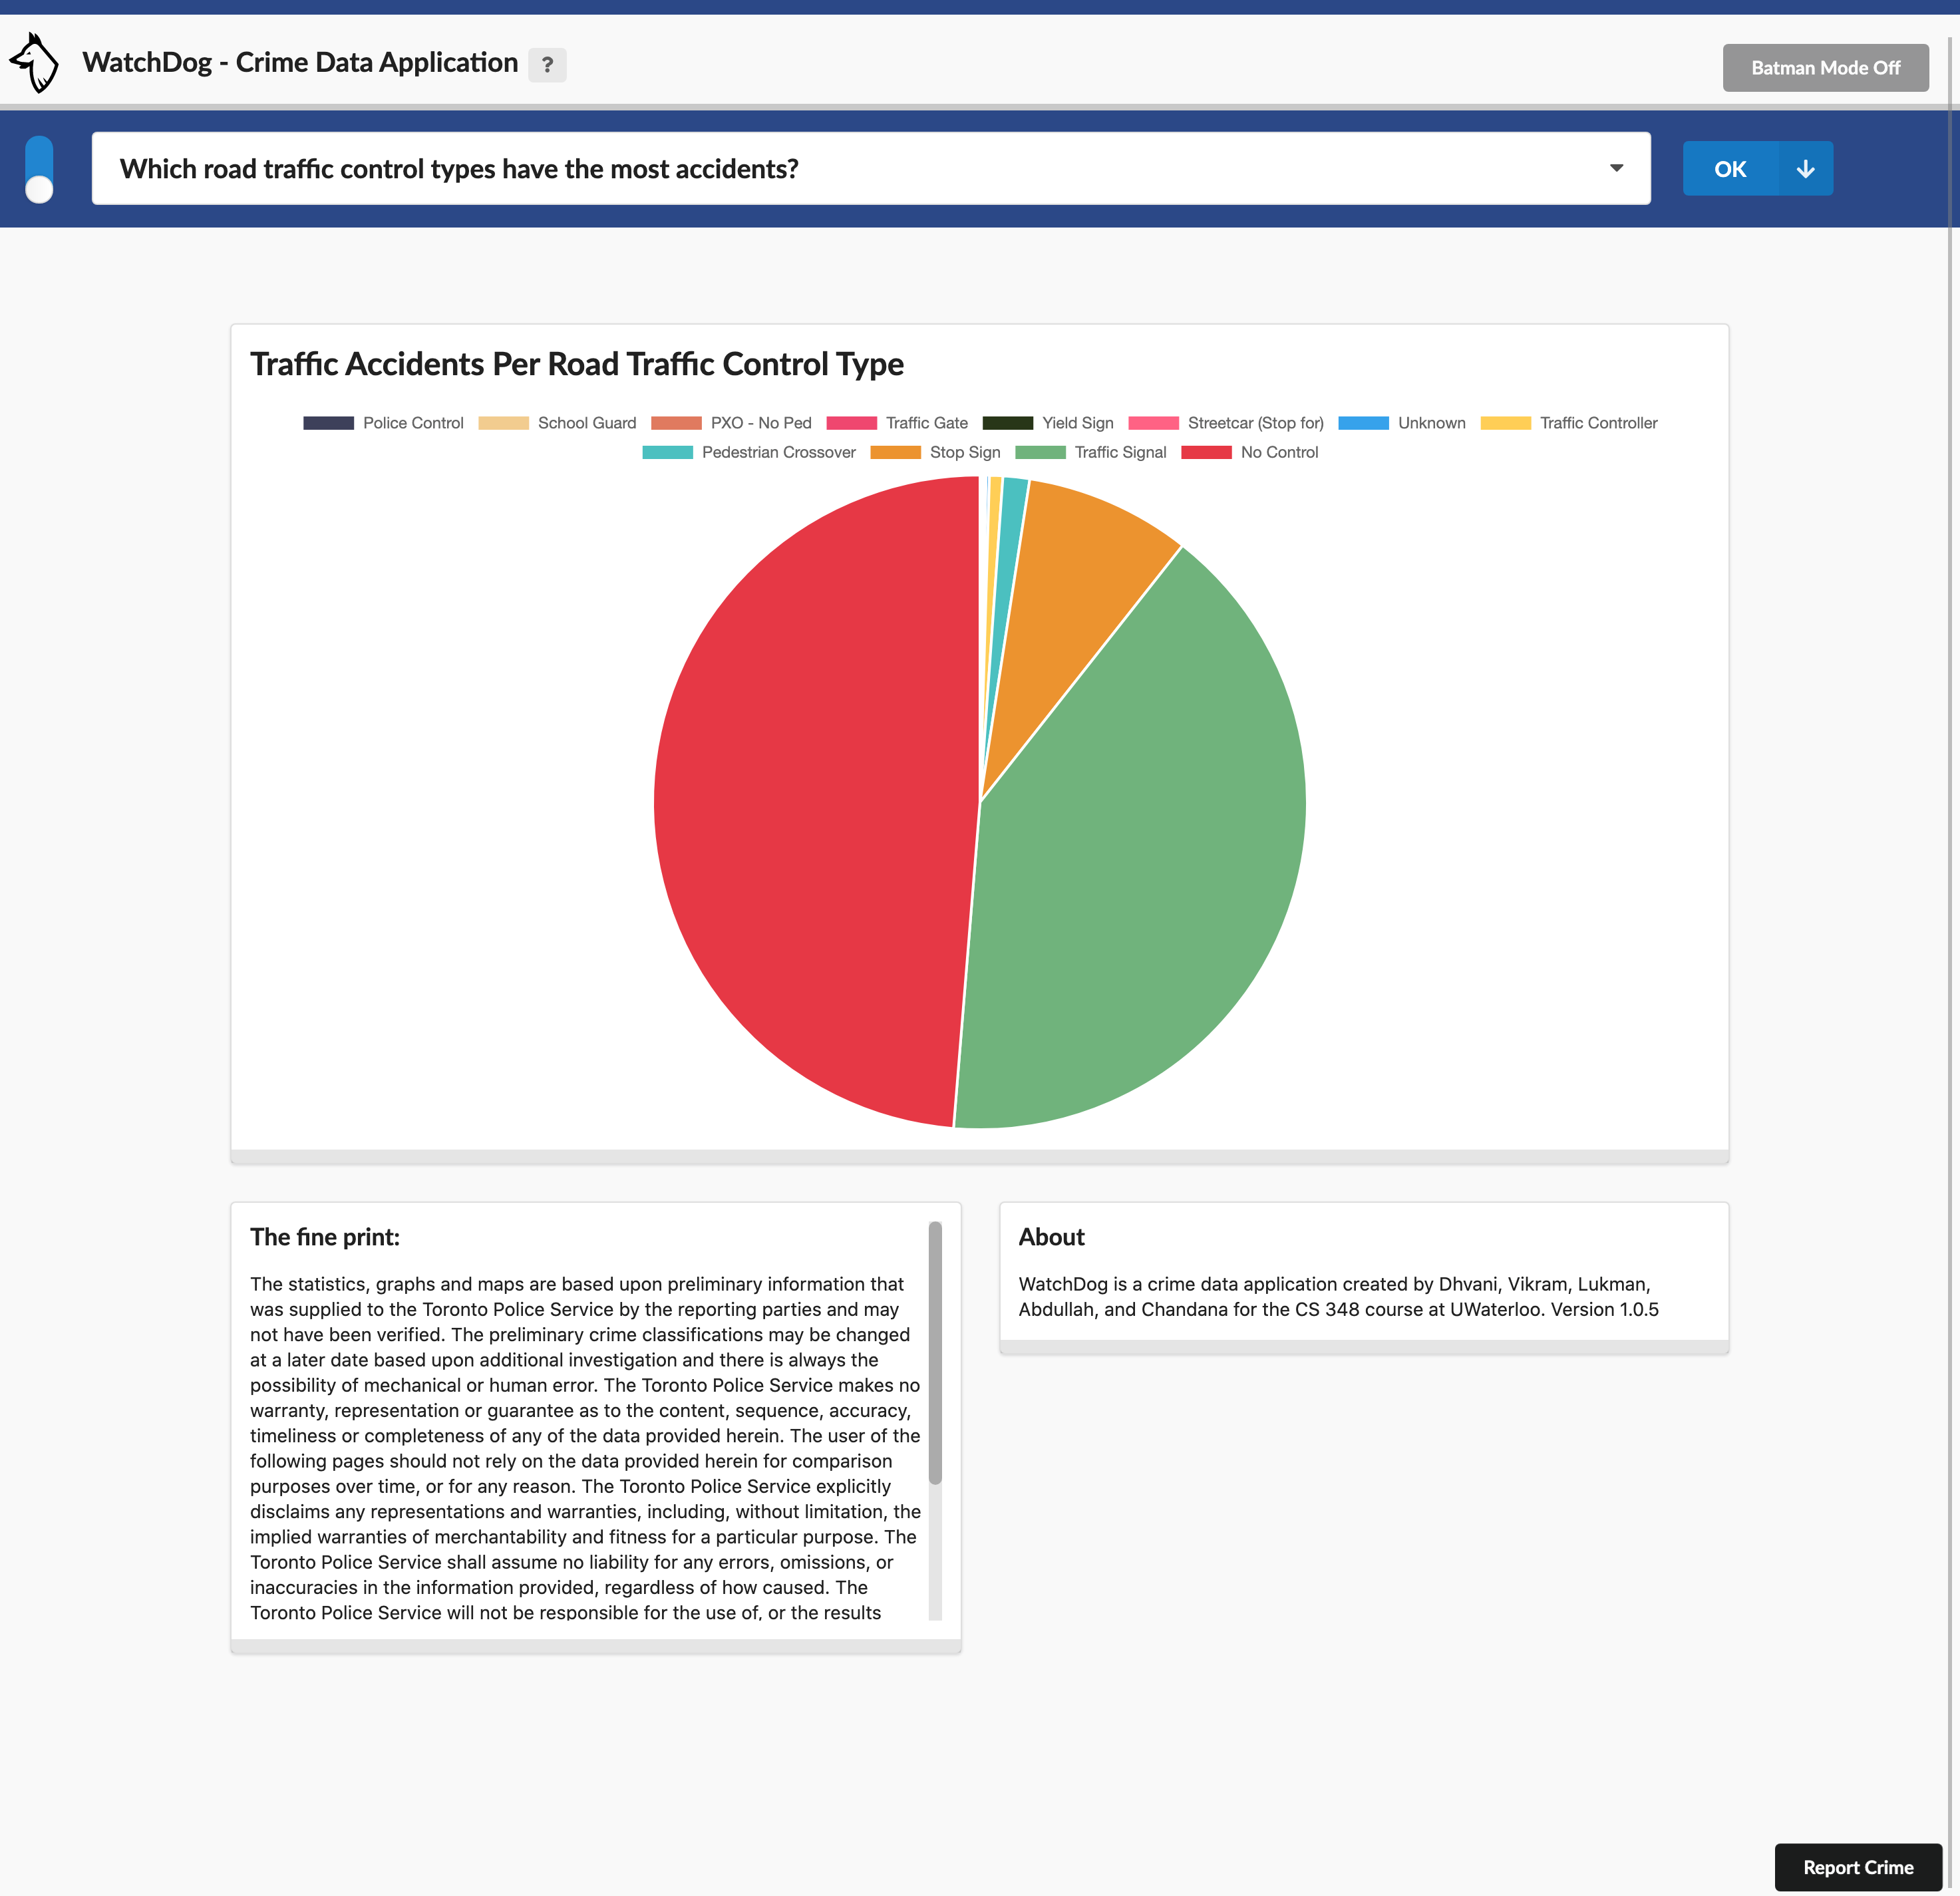 WatchDog - Crime Data Application ?
Batman Mode Off
Which road traffic control types have the most accidents?
OK
Traffic Accidents Per Road Traffic Control Type
Police Control School Guard PXO - No Ped Traffic Gate Yield Sign Streetcar (Stop for) Unknown Traffic Controller
Pedestrian Crossover Stop Sign Traffic Signal No Control
The fine print:
The statistics, graphs and maps are based upon preliminary information that
was supplied to the Toronto Police Service by the reporting parties and may
not have been verified. The preliminary crime classifications may be changed
at a later date based upon additional investigation and there is always the
possibility of mechanical or human error. The Toronto Police Service makes no
warranty, representation or guarantee as to the content, sequence, accuracy,
timeliness or completeness of any of the data provided herein. The user of the
following pages should not rely on the data provided herein for comparison
purposes over time, or for any reason. The Toronto Police Service explicitly
disclaims any representations and warranties, including, without limitation, the
implied warranties of merchantability and fitness for a particular purpose. The
Toronto Police Service shall assume no liability for any errors, omissions, or
inaccuracies in the information provided, regardless of how caused. The
Toronto Police Service will not be responsible for the use of, or the results
About
WatchDog is a crime data application created by Dhvani, Vikram, Lukman,
Abdullah, and Chandana for the CS 348 course at UWaterloo. Version 1.0.5
Report Crime